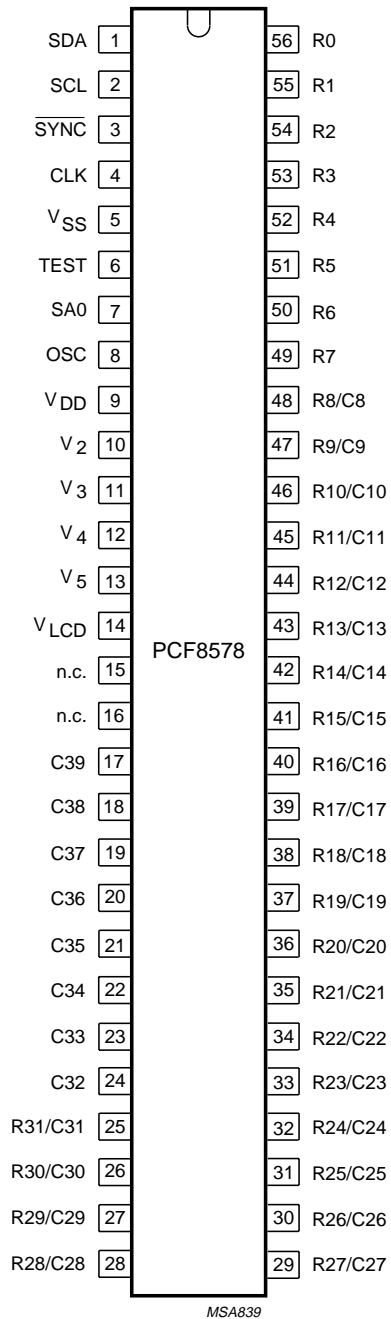 SDA 1 56 R0
SCL 2 55 R1
SYNC 3 54 R2
CLK 4 53 R3
VSS 5 52 R4
TEST 6 51 R5
SA0 7 50 R6
OSC 8 49 R7
VDD 9 48 R8/C8
V2 10 47 R9/C9
V3 11 46 R10/C10
V4 12 45 R11/C11
V5 13 44 R12/C12
VLCD 14 43 R13/C13
PCF8578
n.c. 15 42 R14/C14
n.c. 16 41 R15/C15
C39 17 40 R16/C16
C38 18 39 R17/C17
C37 19 38 R18/C18
C36 20 37 R19/C19
C35 21 36 R20/C20
C34 22 35 R21/C21
C33 23 34 R22/C22
C32 24 33 R23/C23
R31/C31 25 32 R24/C24
R30/C30 26 31 R25/C25
R29/C29 27 30 R26/C26
R28/C28 28 29 R27/C27
MSA839